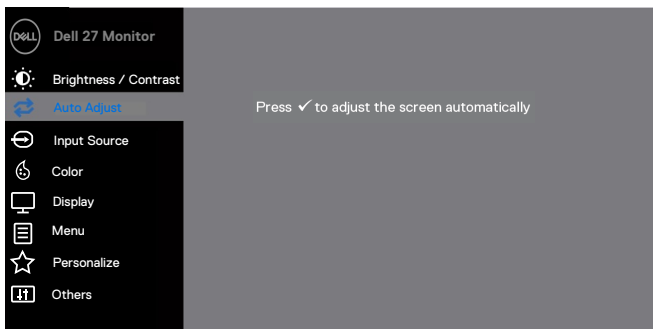 DELL
Dell 27 Monitor
Brightness / Contrast
Auto Adjust
Press ✓ to adjust the screen automatically
Input Source
Color
Display
Menu
Personalize
Others